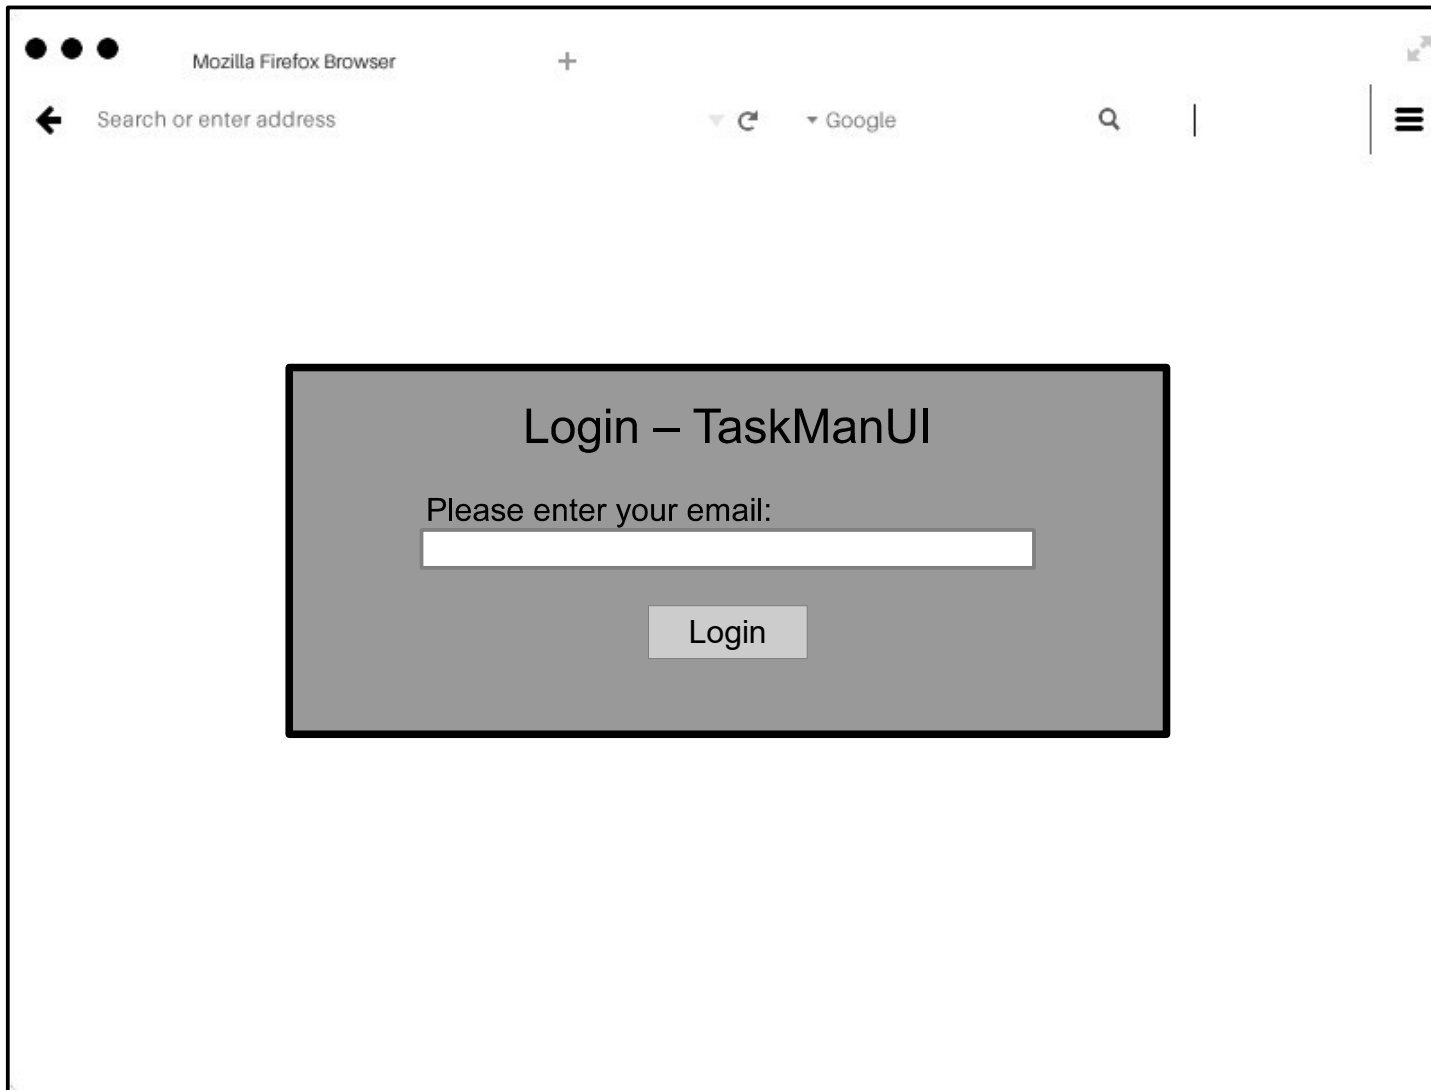 Mozilla Firefox Browser
Search or enter address
Google
Login – TaskManUI
Please enter your email:
Login